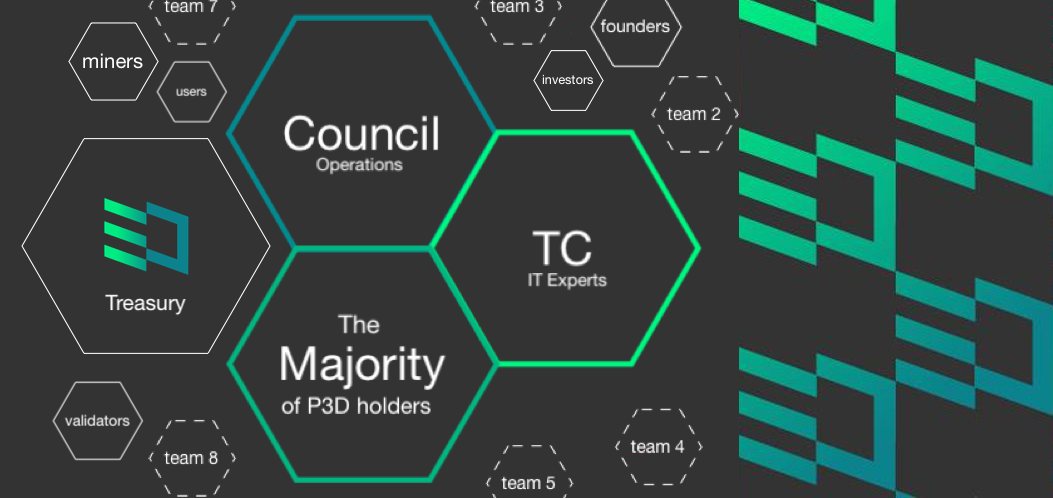 team 7
team 3
founders
miners
investors
users
team 2
Council
Operations
TC
IT Experts
Treasury
The
Majority
of P3D holders
validators
team 8
team 4
team 5